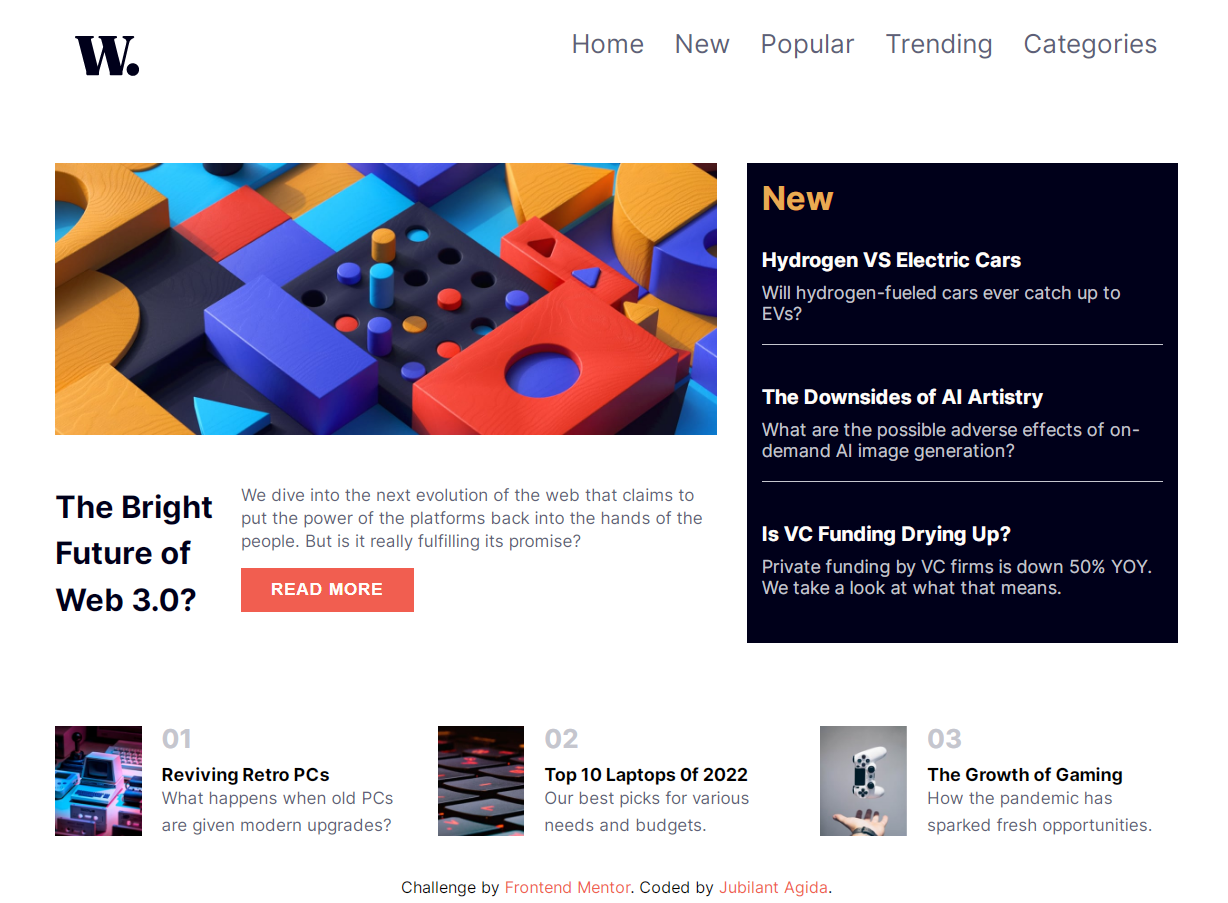 W.
Home New Popular Trending Categories
The Bright
Future of
Web 3.0?
We dive into the next evolution of the web that claims to
put the power of the platforms back into the hands of the
people. But is it really fulfilling its promise?
READ MORE
New
Hydrogen VS Electric Cars
Will hydrogen-fueled cars ever catch up to
EVs?
The Downsides of AI Artistry
What are the possible adverse effects of on-
demand AI image generation?
Is VC Funding Drying Up?
Private funding by VC firms is down 50% YOY.
We take a look at what that means.
01
Reviving Retro PCs
What happens when old PCs
are given modern upgrades?
02
Top 10 Laptops 0f 2022
Our best picks for various
needs and budgets.
03
The Growth of Gaming
How the pandemic has
sparked fresh opportunities.
Challenge by Frontend Mentor. Coded by Jubilant Agida.